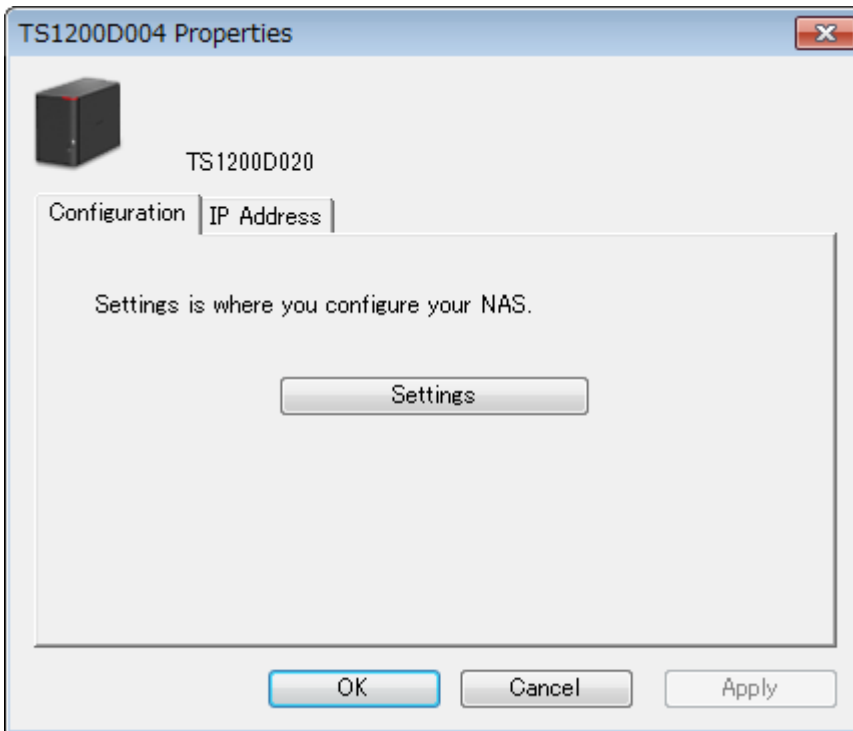 TS1200D004 Properties
TS1200D020
Configuration
IP Address
Settings is where you configure your NAS.
Settings
OK
Cancel
Apply